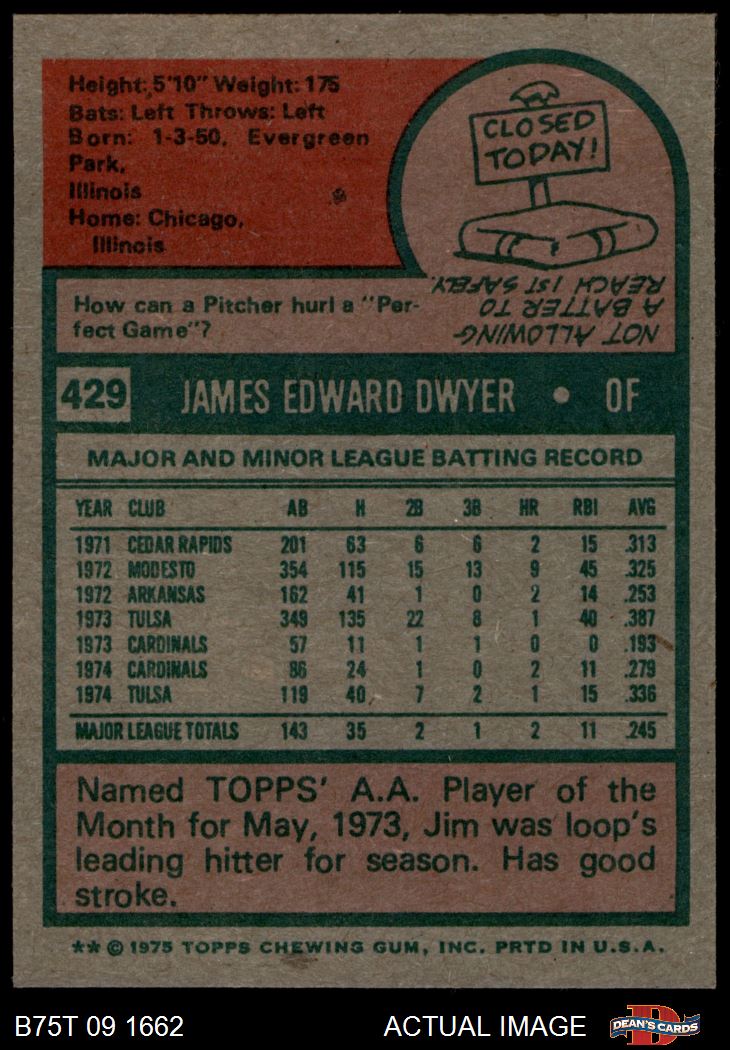 Height: 5'10" Weight: 175
Bats: Left Throws: Left
Born: 1-3-50, Evergreen
Park,
Illinois
Home: Chicago,
Illinois
CLOSED
TODAY!
How can a Pitcher hurl a "Per-
fect Game"?
NOT ALLOWING
A BATTER TO
REACH 1ST SAFELY.
429 JAMES EDWARD DWYER • OF
MAJOR AND MINOR LEAGUE BATTING RECORD
YEAR CLUB AB H 2B 3B HR RBI AVG
1971 CEDAR RAPIDS 201 63 6 6 2 15 .313
1972 MODESTO 354 115 15 13 9 45 .325
1972 ARKANSAS 162 41 1 0 2 14 .253
1973 TULSA 349 135 22 8 1 40 .387
1973 CARDINALS 57 11 1 1 0 0 .193
1974 CARDINALS 86 24 1 0 2 11 .279
1974 TULSA 119 40 7 2 1 15 .336
MAJOR LEAGUE TOTALS 143 35 2 1 2 11 .245
Named TOPPS' A.A. Player of the
Month for May, 1973, Jim was loop's
leading hitter for season. Has good
stroke.
** © 1975 TOPPS CHEWING GUM, INC. PRTD IN U.S.A.
B75T 09 1662 ACTUAL IMAGE DEAN'S CARDS